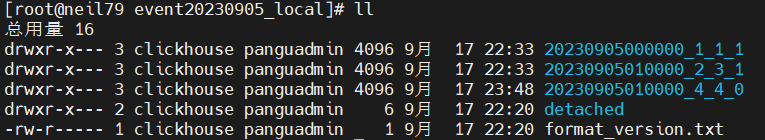 [root@neil79 event20230905_local]# ll
总用量 16
drwxr-x--- 3 clickhouse panguadmin 4096 9月 17 22:33 20230905000000_1_1_1
drwxr-x--- 3 clickhouse panguadmin 4096 9月 17 22:33 20230905010000_2_3_1
drwxr-x--- 3 clickhouse panguadmin 4096 9月 17 23:48 20230905010000_4_4_0
drwxr-x--- 2 clickhouse panguadmin 6 9月 17 22:20 detached
-rw-r----- 1 clickhouse panguadmin 1 9月 17 22:20 format_version.txt